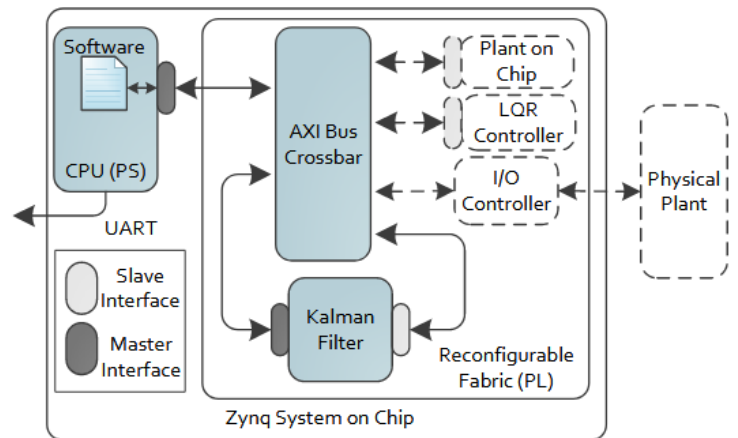 Software
CPU (PS)
UART
Slave
Interface
Master
Interface
AXI Bus
Crossbar
Plant on
Chip
LQR
Controller
I/O
Controller
Physical
Plant
Kalman
Filter
Reconfigurable
Fabric (PL)
Zynq System on Chip